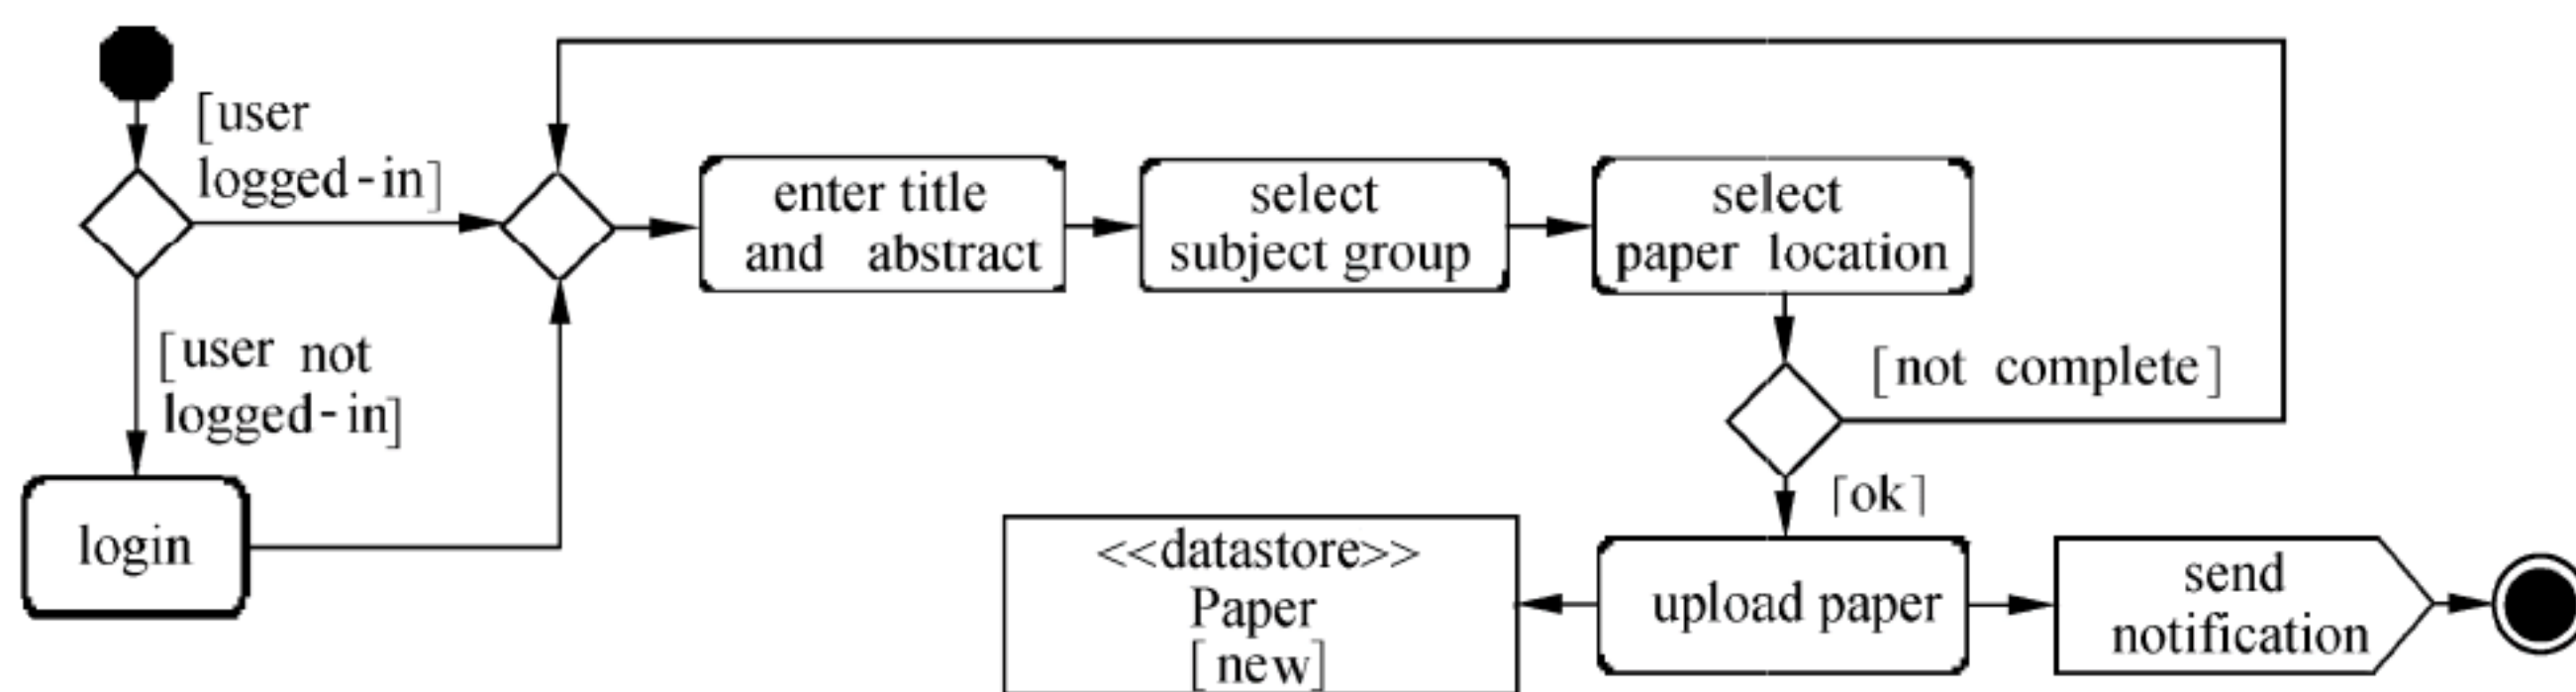 [user
logged-in]
enter title
and abstract
select
subject group
select
paper location
[user not
logged-in]
[not complete]
[ok]
login
<<datastore>>
Paper
[new]
upload paper
send
notification